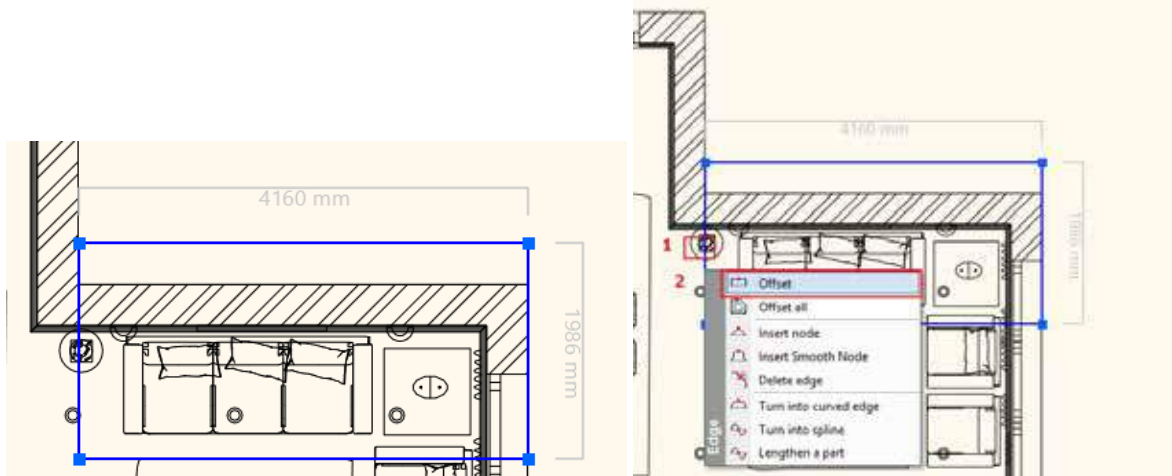 4160 mm
1986 mm
4160 mm
1
2
Offset
Offset all
Insert node
Insert Smooth Node
Delete edge
Turn into curved edge
Turn into spline
Lengthen a part
Edge